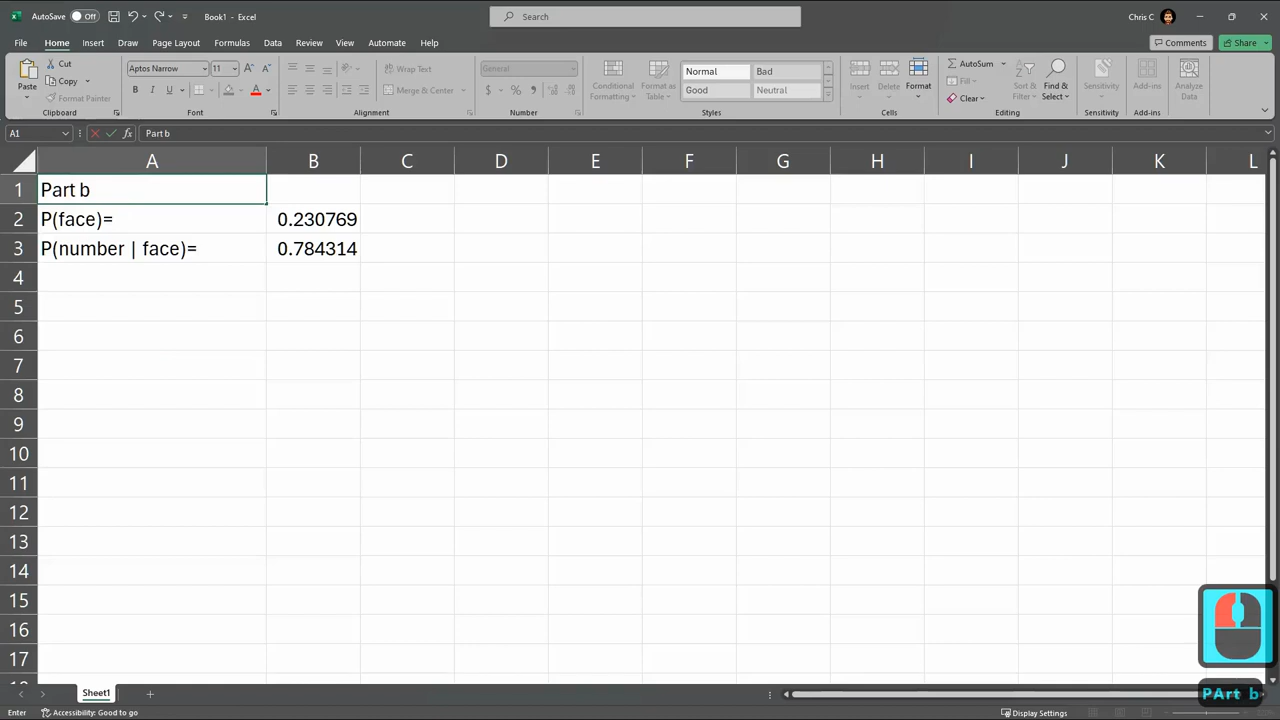 AutoSave Off Book1 - Excel Search Chris C
File Home Insert Draw Page Layout Formulas Data Review View Automate Help Comments Share
Paste Cut Copy Format Painter Clipboard
Aptos Narrow 11 A A B I U A Font
ab Wrap Text Merge & Center Alignment
General $ % , Number
Conditional Formatting Format as Table Normal Bad Good Neutral Styles
Insert Delete Format Cells
AutoSum Fill Clear Sort & Filter Find & Select Editing
Sensitivity Sensitivity
Add-ins Add-ins
Analyze Data
A1 fx Part b
A B C D E F G H I J K L
1 Part b
2 P(face)= 0.230769
3 P(number | face)= 0.784314
4
5
6
7
8
9
10
11
12
13
14
15
16
17
Sheet1
PArt b
Enter Accessibility: Good to go Display Settings